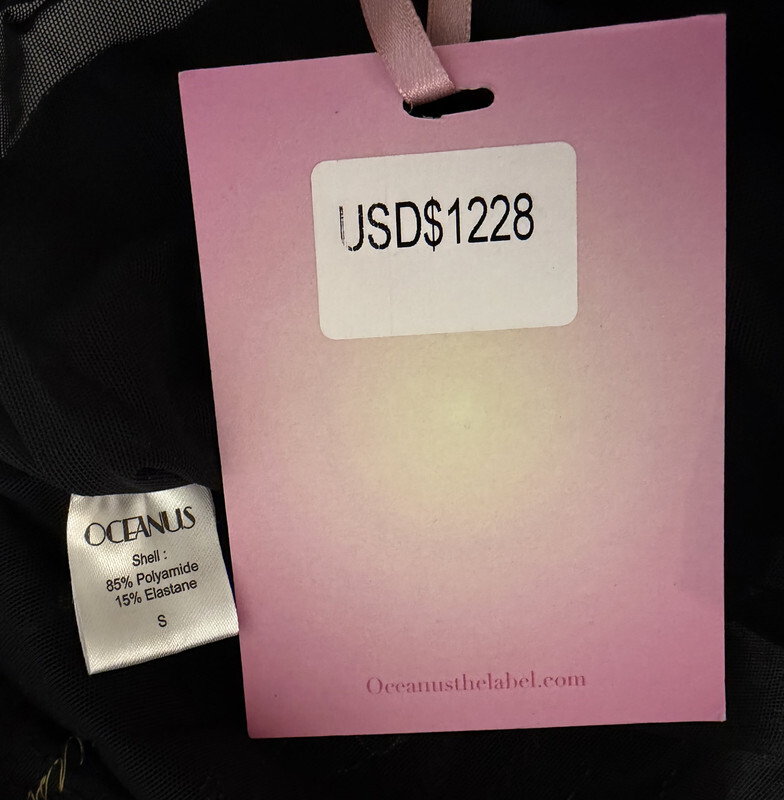 USD$1228
OCEANUS
Shell :
85% Polyamide
15% Elastane
S
Oceanusthelabel.com